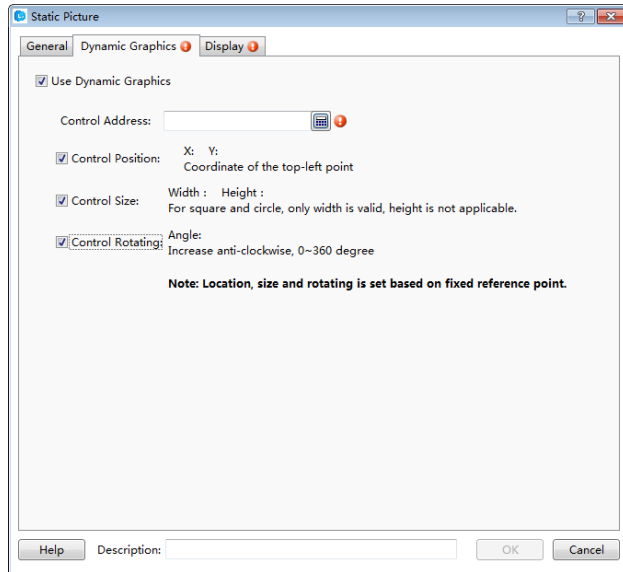 Static Picture
General Dynamic Graphics Display
Use Dynamic Graphics
Control Address:
Control Position: X: Y:
Coordinate of the top-left point
Control Size: Width : Height :
For square and circle, only width is valid, height is not applicable.
Control Rotating: Angle:
Increase anti-clockwise, 0~360 degree
Note: Location, size and rotating is set based on fixed reference point.
Help Description: OK Cancel